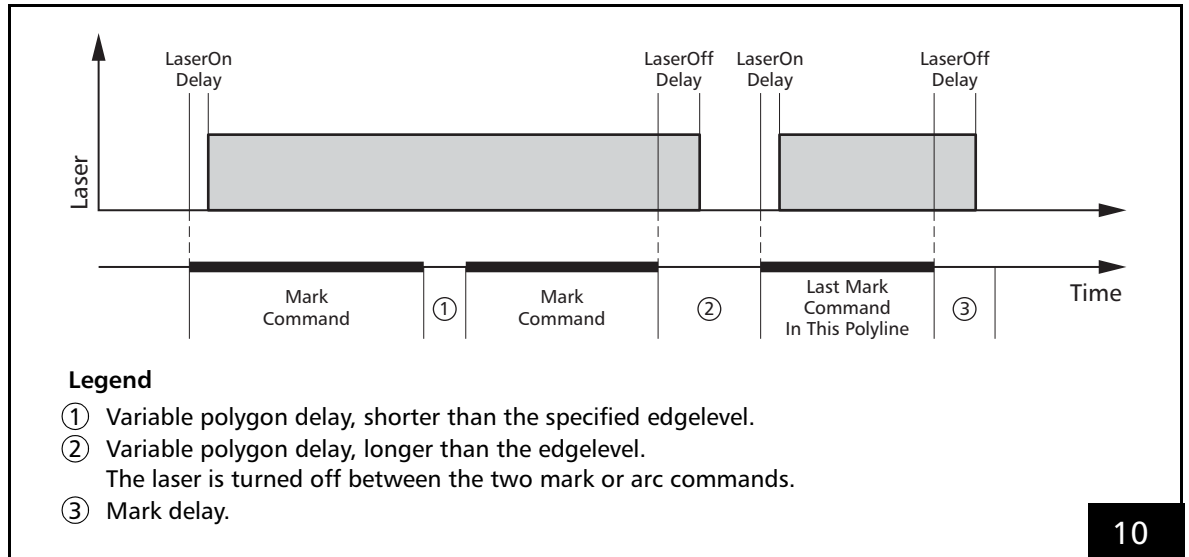 LaserOn
Delay
LaserOff
Delay
LaserOn
Delay
LaserOff
Delay
Laser
Mark
Command
①
Mark
Command
②
Last Mark
Command
In This Polyline
③
Time
Legend
① Variable polygon delay, shorter than the specified edgelevel.
② Variable polygon delay, longer than the edgelevel.
The laser is turned off between the two mark or arc commands.
③ Mark delay.
10